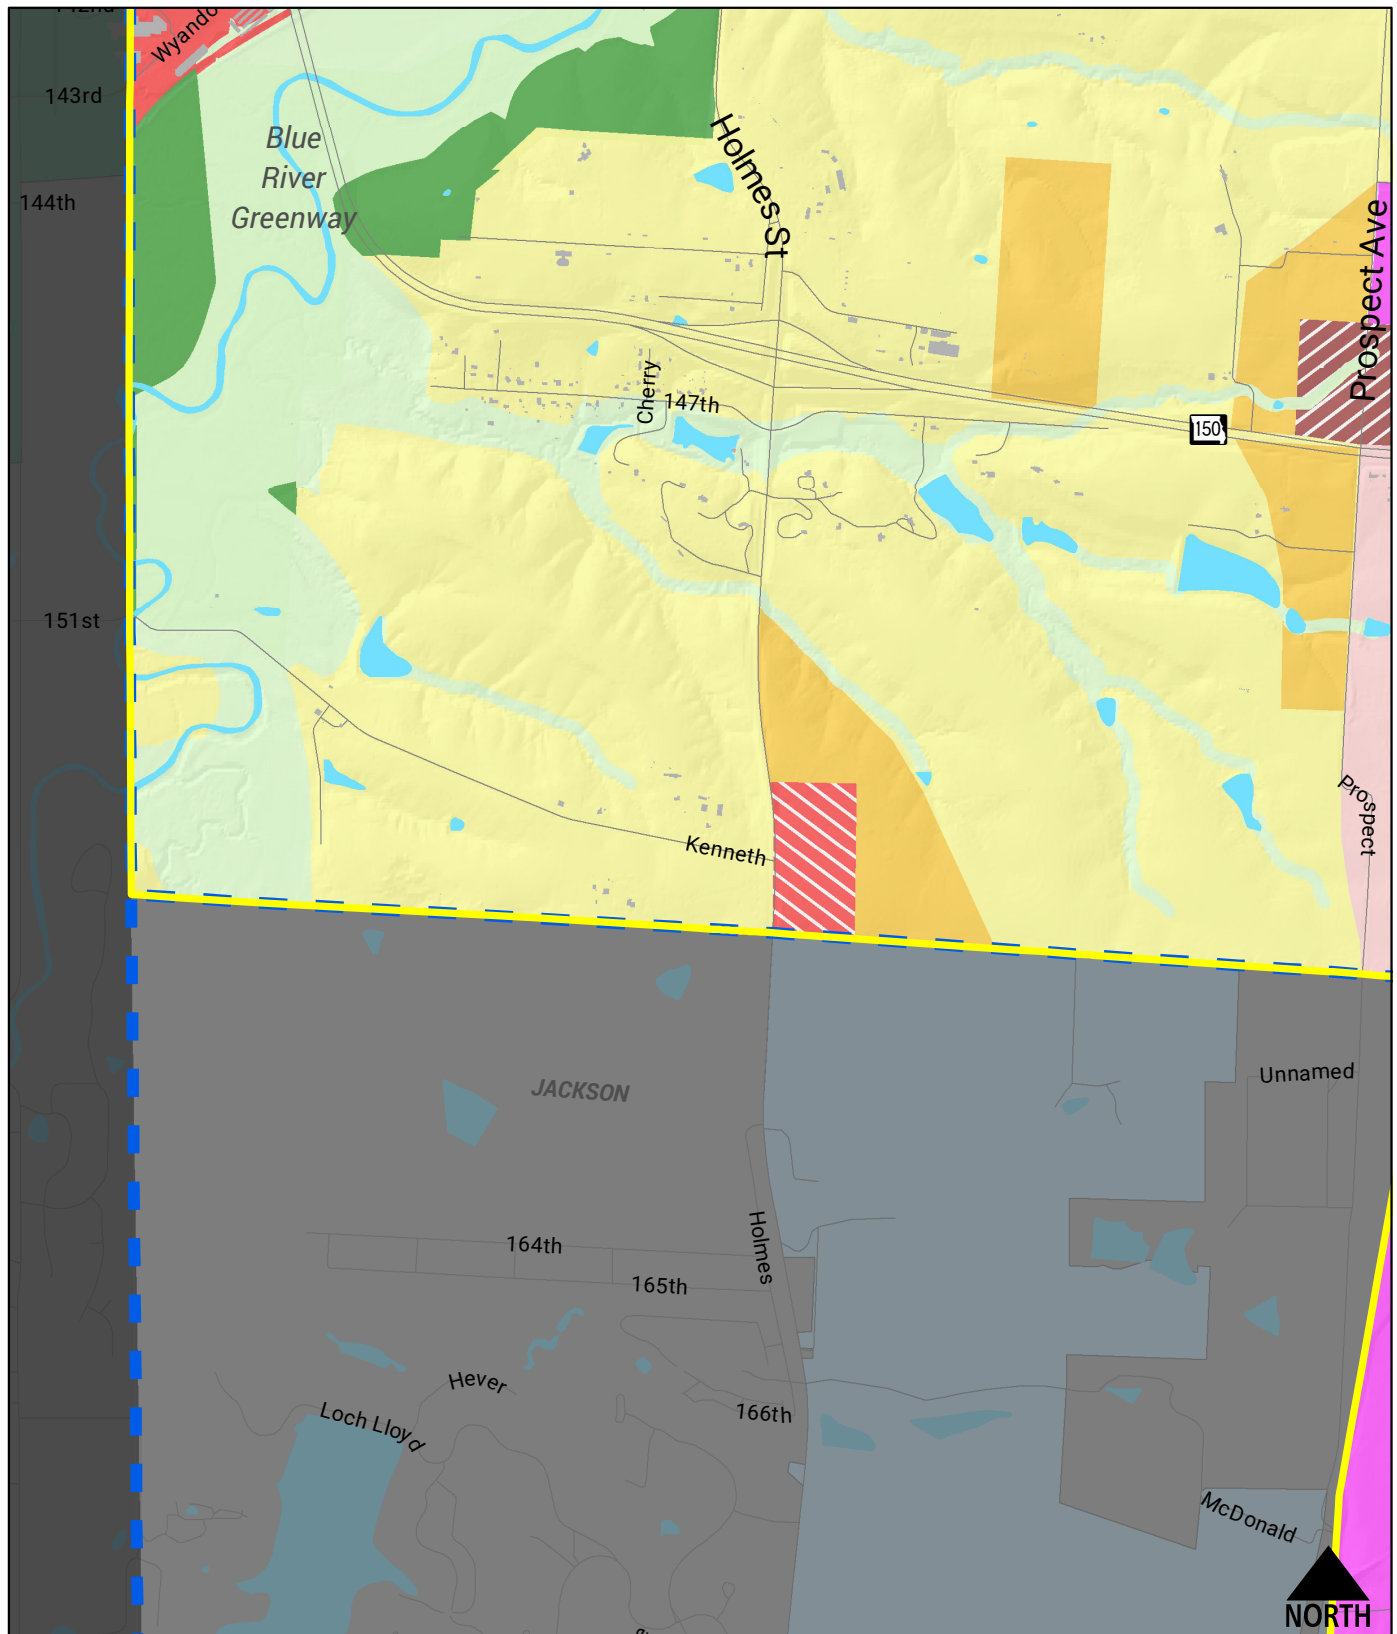 142nd
Wyando
143rd
Blue
River
Greenway
Holmes St
144th
Prospect Ave
Cherry
147th
150
151st
Prospect
Kenneth
Unnamed
JACKSON
Holmes
164th
165th
Hever
166th
Loch Lloyd
McDonald
NORTH